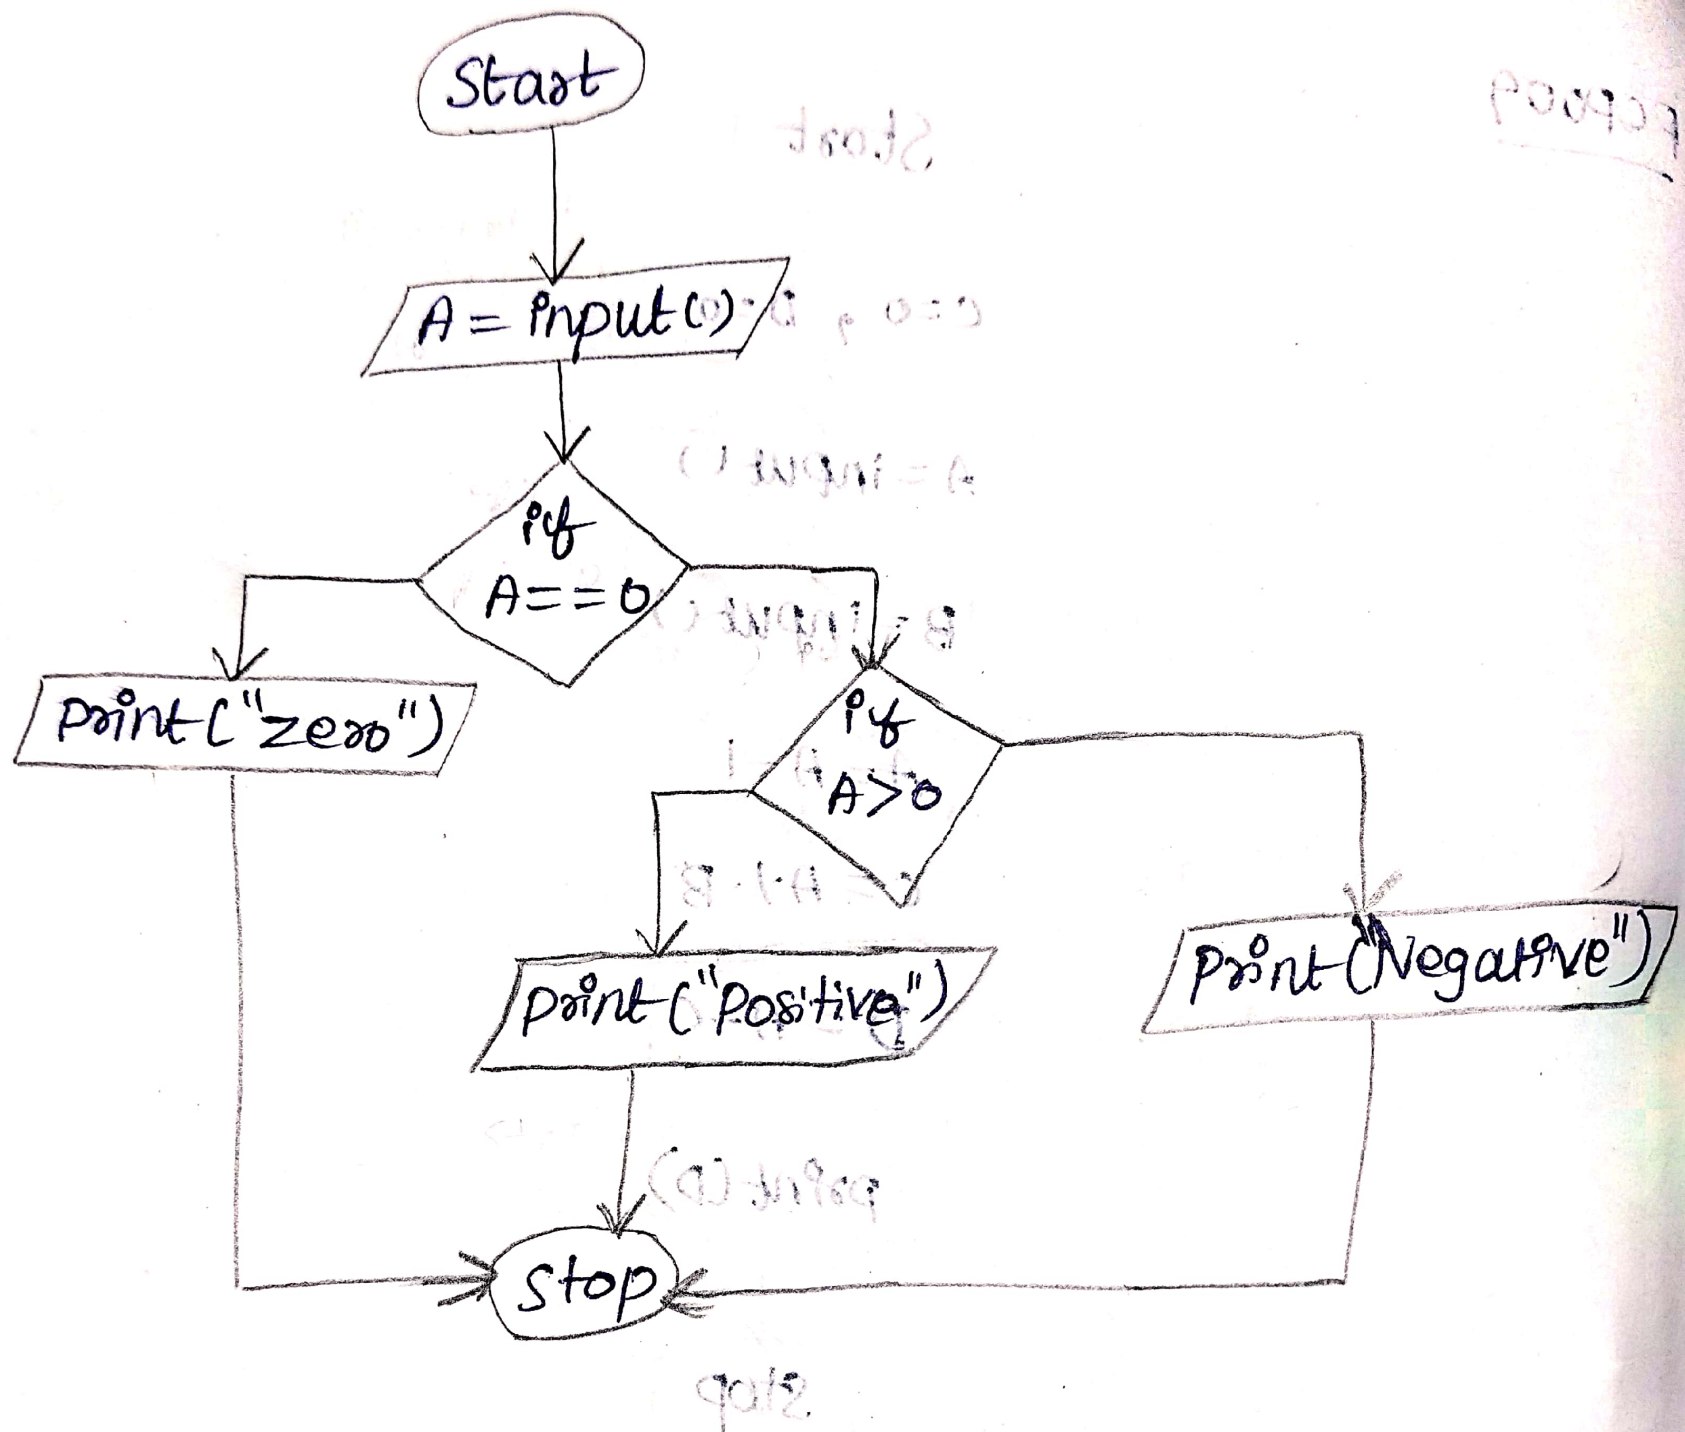 Start
A = input()
if
A==0
print("zero")
if
A>0
print("Positive")
print("Negative")
stop